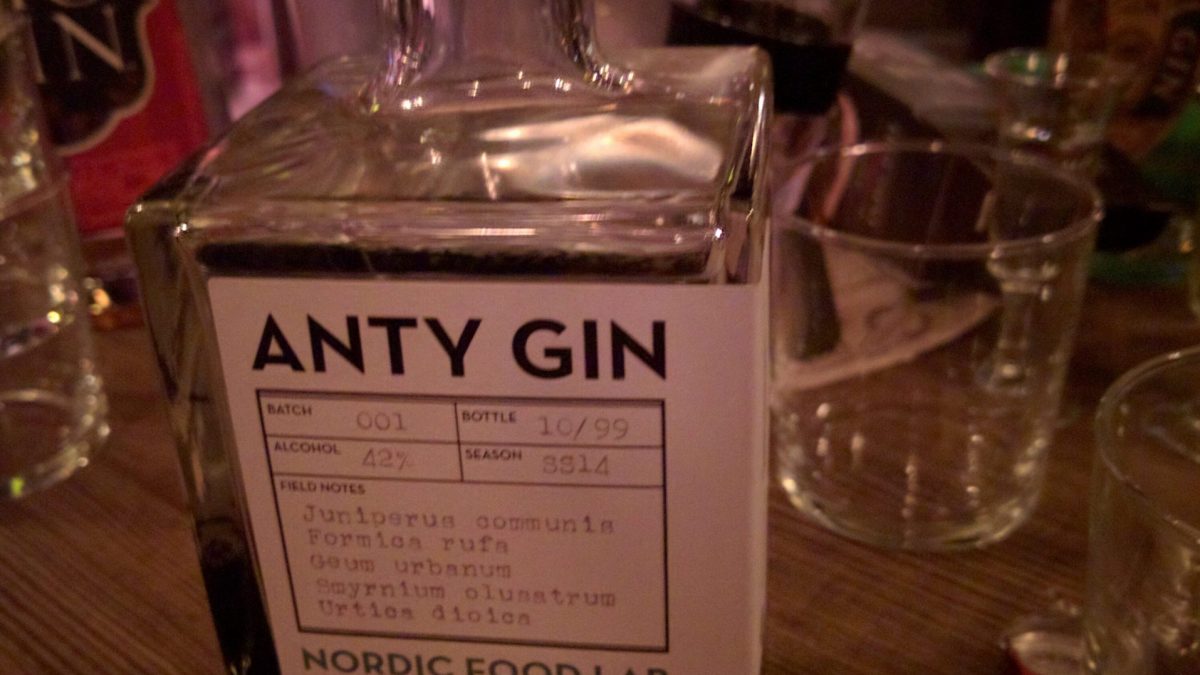 IN
ANTY GIN
BATCH 001 BOTTLE 10/99
ALCOHOL 42% SEASON SS14
FIELD NOTES
Juniperus communis
Formica rufa
Geum urbanum
Smyrnium olusatrum
Urtica dioica
NORDIC FOOD LAB